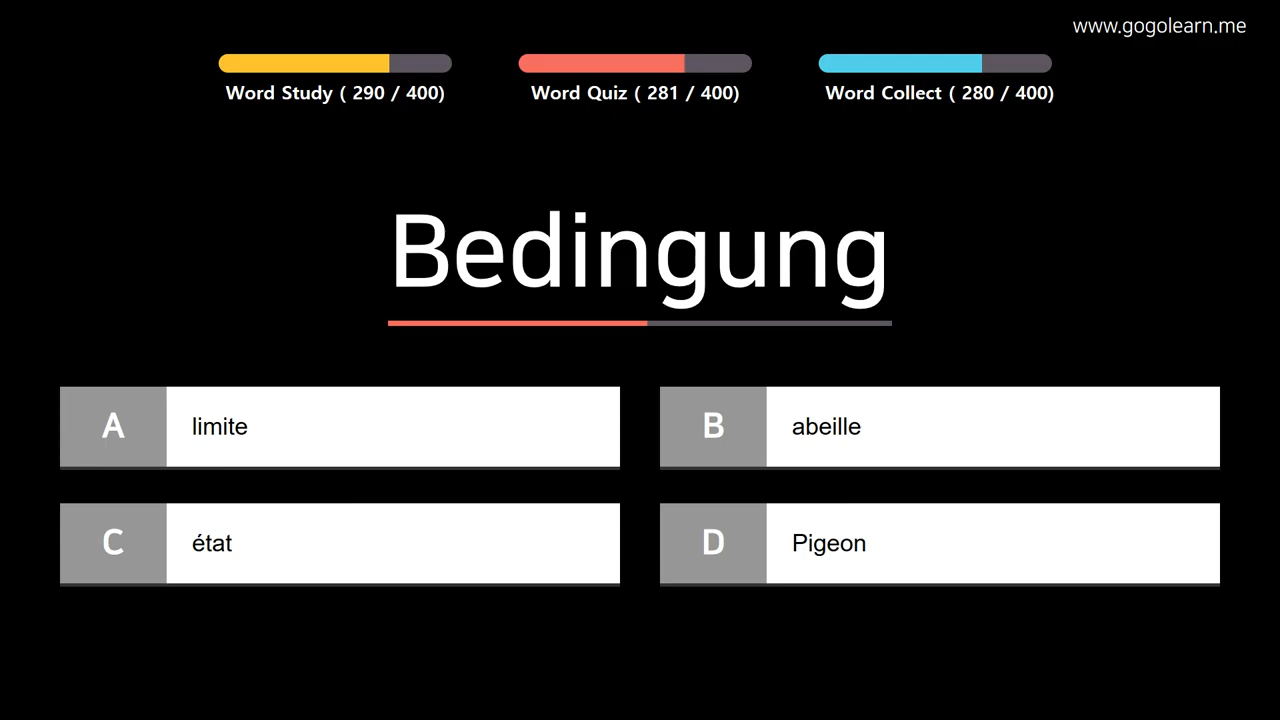 www.gogolearn.me
Word Study ( 290 / 400)
Word Quiz ( 281 / 400)
Word Collect ( 280 / 400)
Bedingung
A limite
B abeille
C état
D Pigeon